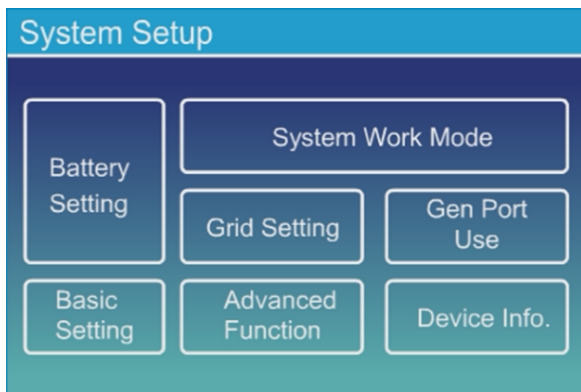 System Setup
Battery
Setting
System Work Mode
Grid Setting
Gen Port
Use
Basic
Setting
Advanced
Function
Device Info.